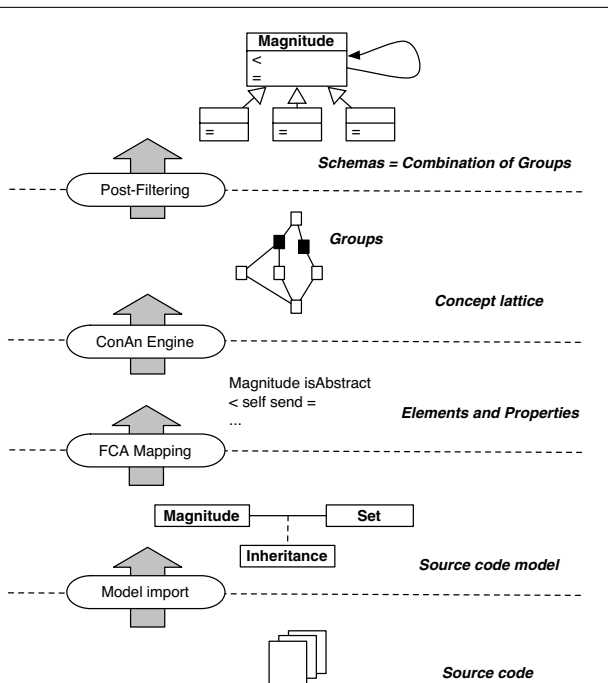 Magnitude
<
=
=
=
=
Schemas = Combination of Groups
Post-Filtering
Groups
Concept lattice
ConAn Engine
Magnitude isAbstract
< self send =
...
Elements and Properties
FCA Mapping
Magnitude
Set
Inheritance
Source code model
Model import
Source code